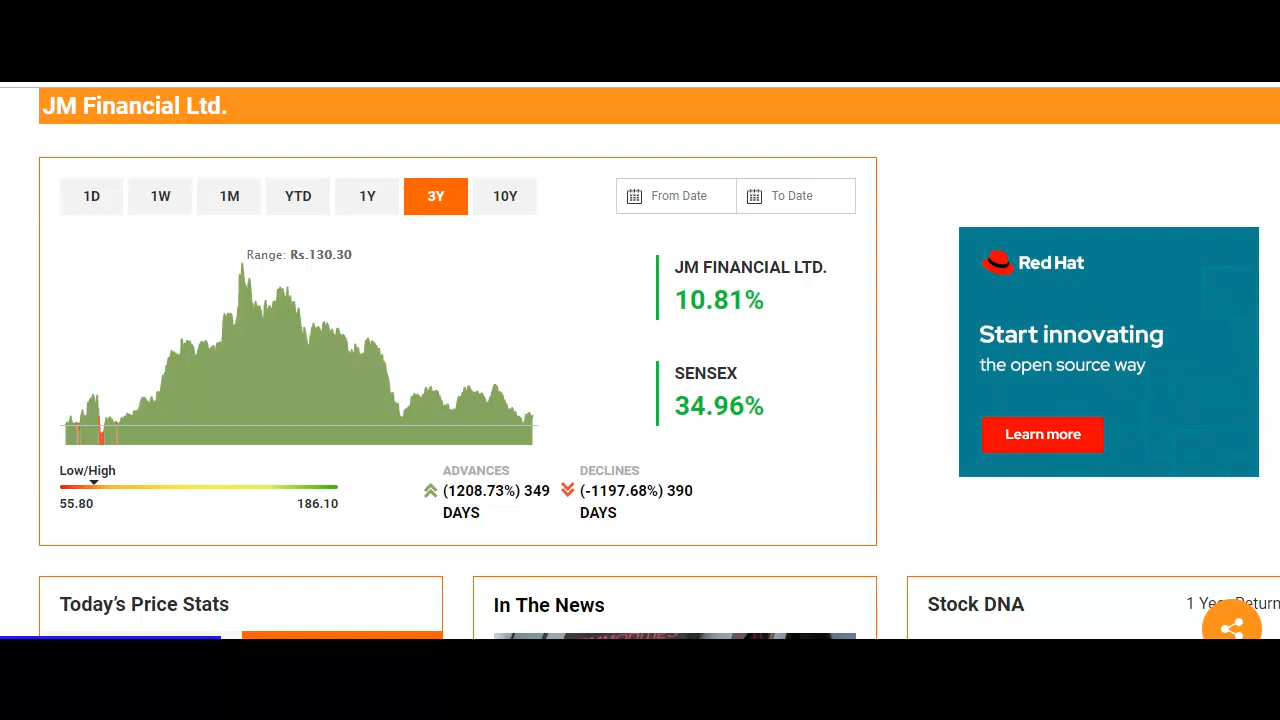 JM Financial Ltd.
1D 1W 1M YTD 1Y 3Y 10Y
From Date To Date
Range: Rs.130.30
JM FINANCIAL LTD.
10.81%
SENSEX
34.96%
Low/High
55.80 186.10
ADVANCES
(1208.73%) 349
DAYS
DECLINES
(-1197.68%) 390
DAYS
Red Hat
Start innovating
the open source way
Learn more
Today’s Price Stats
In The News
Stock DNA
1